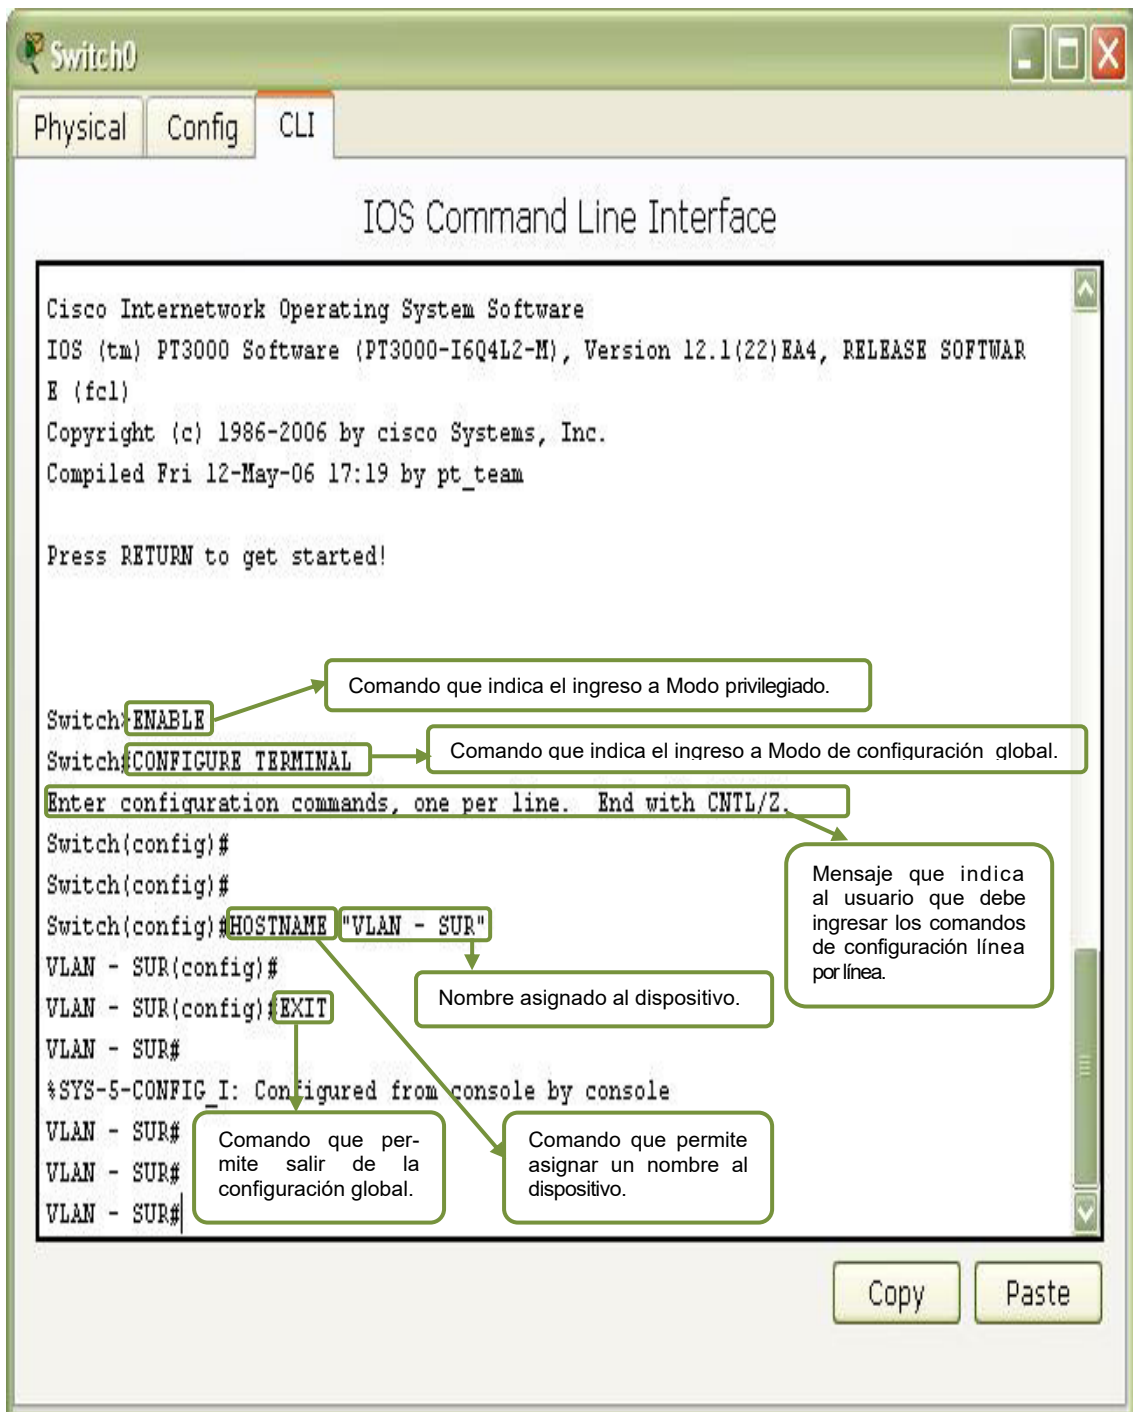 Switch0
Physical Config CLI
IOS Command Line Interface
Cisco Internetwork Operating System Software
IOS (tm) PT3000 Software (PT3000-I6Q4L2-M), Version 12.1(22)EA4, RELEASE SOFTWAR
E (fc1)
Copyright (c) 1986-2006 by cisco Systems, Inc.
Compiled Fri 12-May-06 17:19 by pt_team
Press RETURN to get started!
Comando que indica el ingreso a Modo privilegiado.
Switch>ENABLE
Switch#CONFIGURE TERMINAL
Comando que indica el ingreso a Modo de configuración global.
Enter configuration commands, one per line. End with CNTL/Z.
Switch(config)#
Switch(config)#
Switch(config)#HOSTNAME "VLAN - SUR"
Mensaje que indica
al usuario que debe
ingresar los comandos
de configuración línea
por línea.
VLAN - SUR(config)#
VLAN - SUR(config)#EXIT
Nombre asignado al dispositivo.
VLAN - SUR#
%SYS-5-CONFIG_I: Configured from console by console
VLAN - SUR#
VLAN - SUR#
VLAN - SUR#
Comando que per-
mite salir de la
configuración global.
Comando que permite
asignar un nombre al
dispositivo.
Copy Paste